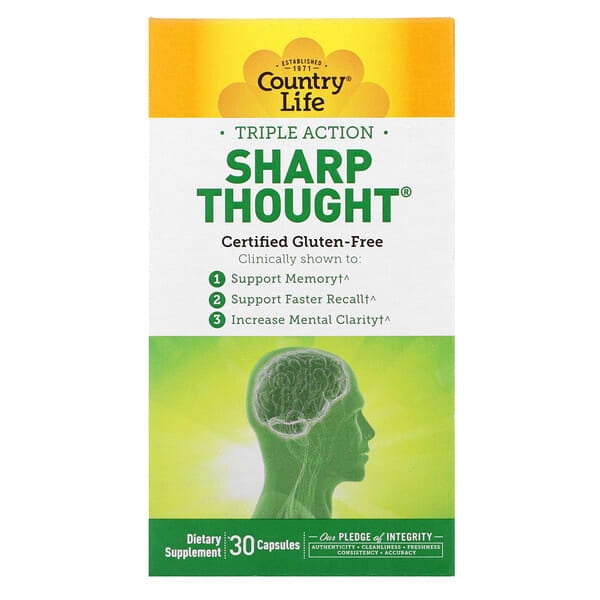 • ESTABLISHED •
1971
Country®
Life
• TRIPLE ACTION •
SHARP
THOUGHT®
Certified Gluten-Free
Clinically shown to:
1 Support Memory†^
2 Support Faster Recall†^
3 Increase Mental Clarity†^
Dietary
Supplement
30 Capsules
Our PLEDGE of INTEGRITY
AUTHENTICITY • CLEANLINESS • FRESHNESS
CONSISTENCY • ACCURACY